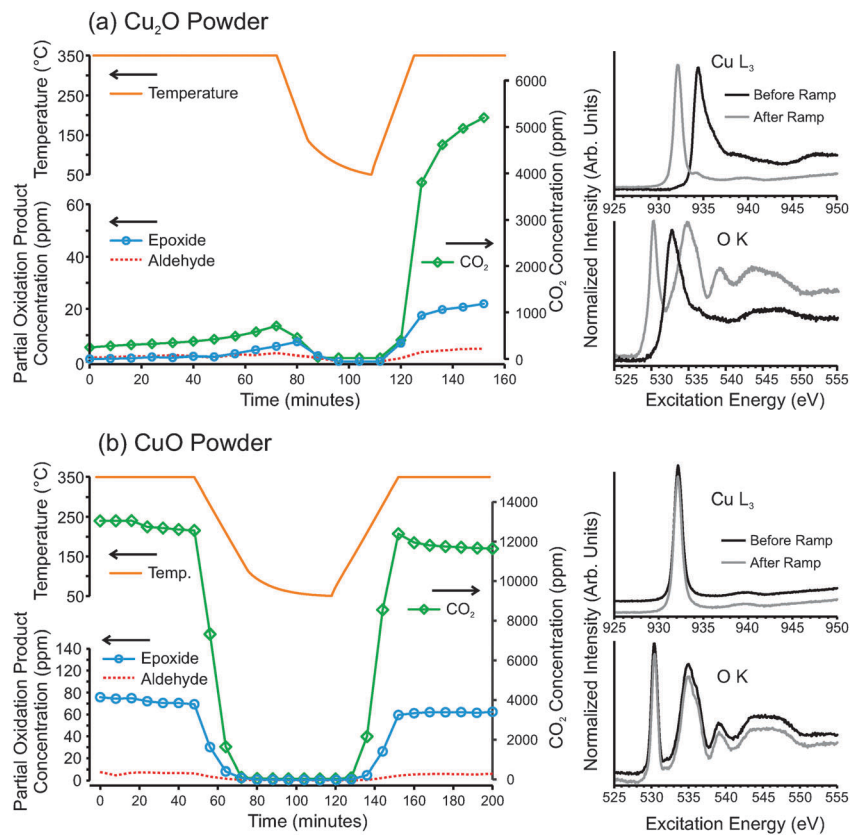 (a) Cu₂O Powder
Temperature (°C)
350
250
150
50
Temperature
Partial Oxidation Product
Concentration (ppm)
60
40
20
0
Epoxide
Aldehyde
CO₂
6000
5000
4000
3000
2000
1000
0
CO₂ Concentration (ppm)
0 20 40 60 80 100 120 140 160
Time (minutes)
Normalized Intensity (Arb. Units)
Cu L₃
Before Ramp
After Ramp
925 930 935 940 945 950
O K
525 530 535 540 545 550 555
Excitation Energy (eV)
(b) CuO Powder
Temperature (°C)
350
250
150
50
Temp.
Partial Oxidation Product
Concentration (ppm)
140
120
100
80
60
40
20
0
Epoxide
Aldehyde
CO₂
14000
12000
10000
8000
6000
4000
2000
0
CO₂ Concentration (ppm)
0 20 40 60 80 100 120 140 160 180 200
Time (minutes)
Normalized Intensity (Arb. Units)
Cu L₃
Before Ramp
After Ramp
925 930 935 940 945 950
O K
525 530 535 540 545 550 555
Excitation Energy (eV)